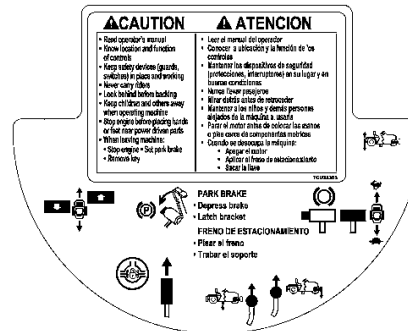 CAUTION
• Read operator's manual
• Know location and function
of controls
• Keep safety devices (guards,
switches) in place and working
• Never carry riders
• Look behind before backing
• Keep children and others away
when operating machine
• Stop engine before placing hands
or feet near power driven parts
• When leaving machine:
• Stop engine • Set park brake
• Remove key
ATENCION
• Leer el manual del operador
• Conocer la ubicación y la función de los
controles
• Mantener los dispositivos de seguridad
(protecciones, interruptores) en su lugar y en
buenas condiciones
• Nunca llevar pasajeros
• Mirar detrás antes de retroceder
• Mantener a los niños y demás personas
alejados de la máquina al usarla
• Parar el motor antes de colocar las manos
o pies cerca de componentes motrices
• Cuando se desocupa la máquina:
• Apagar el motor
• Aplicar el freno de estacionamiento
• Sacar la llave
PARK BRAKE
• Depress brake
• Latch bracket
FRENO DE ESTACIONAMIENTO
• Pisar el freno
• Trabar el soporte
(P)